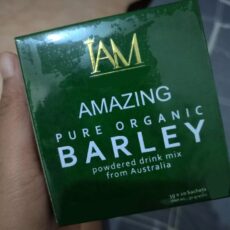 IAM
AMAZING
PURE ORGANIC
BARLEY
powdered drink mix
from Australia